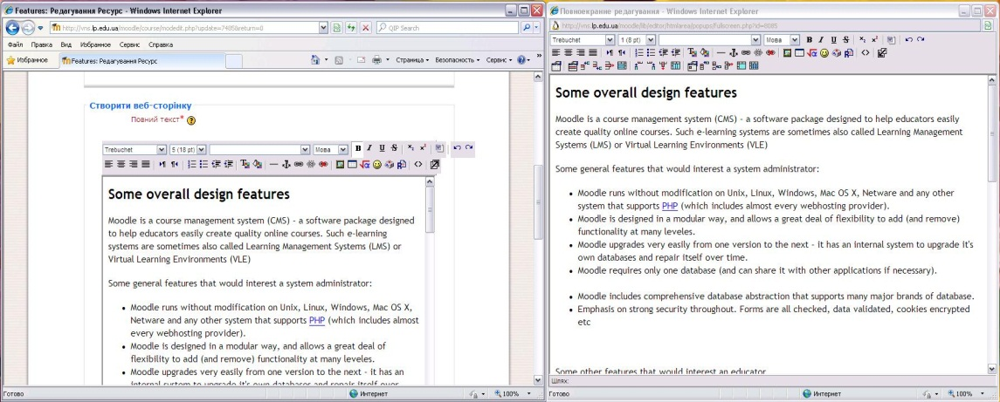 Features: Редагування Ресурс - Windows Internet Explorer
http://vns.lp.edu.ua/moodle/course/modedit.php?update=7485&return=0
QIP Search
Файл Правка Вид Избранное Сервис Справка
Избранное
Features: Редагування Ресурс
Страница Безопасность Сервис
Створити веб-сторінку
Повний текст*
Trebuchet 5 (18 pt) Мова B I U S
Some overall design features
Moodle is a course management system (CMS) - a software package designed
to help educators easily create quality online courses. Such e-learning
systems are sometimes also called Learning Management Systems (LMS) or
Virtual Learning Environments (VLE)
Some general features that would interest a system administrator:
Moodle runs without modification on Unix, Linux, Windows, Mac OS X,
Netware and any other system that supports PHP (which includes almost
every webhosting provider).
Moodle is designed in a modular way, and allows a great deal of
flexibility to add (and remove) functionality at many leveles.
Moodle upgrades very easily from one version to the next - it has an
internal system to upgrade it's own databases and repair itself over
Готово Интернет 100%
Повноекранне редагування - Windows Internet Explorer
http://vns.lp.edu.ua/moodle/lib/editor/htmlarea/popups/fullscreen.php?id=8085
Trebuchet 1 (8 pt) Мова B I U S
Some overall design features
Moodle is a course management system (CMS) - a software package designed to help educators easily
create quality online courses. Such e-learning systems are sometimes also called Learning Management
Systems (LMS) or Virtual Learning Environments (VLE)
Some general features that would interest a system administrator:
Moodle runs without modification on Unix, Linux, Windows, Mac OS X, Netware and any other
system that supports PHP (which includes almost every webhosting provider).
Moodle is designed in a modular way, and allows a great deal of flexibility to add (and remove)
functionality at many leveles.
Moodle upgrades very easily from one version to the next - it has an internal system to upgrade it's
own databases and repair itself over time.
Moodle requires only one database (and can share it with other applications if necessary).
Moodle includes comprehensive database abstraction that supports many major brands of database.
Emphasis on strong security throughout. Forms are all checked, data validated, cookies encrypted
etc
Some other features that would interest an educator
Шлях:
Готово Интернет 100%